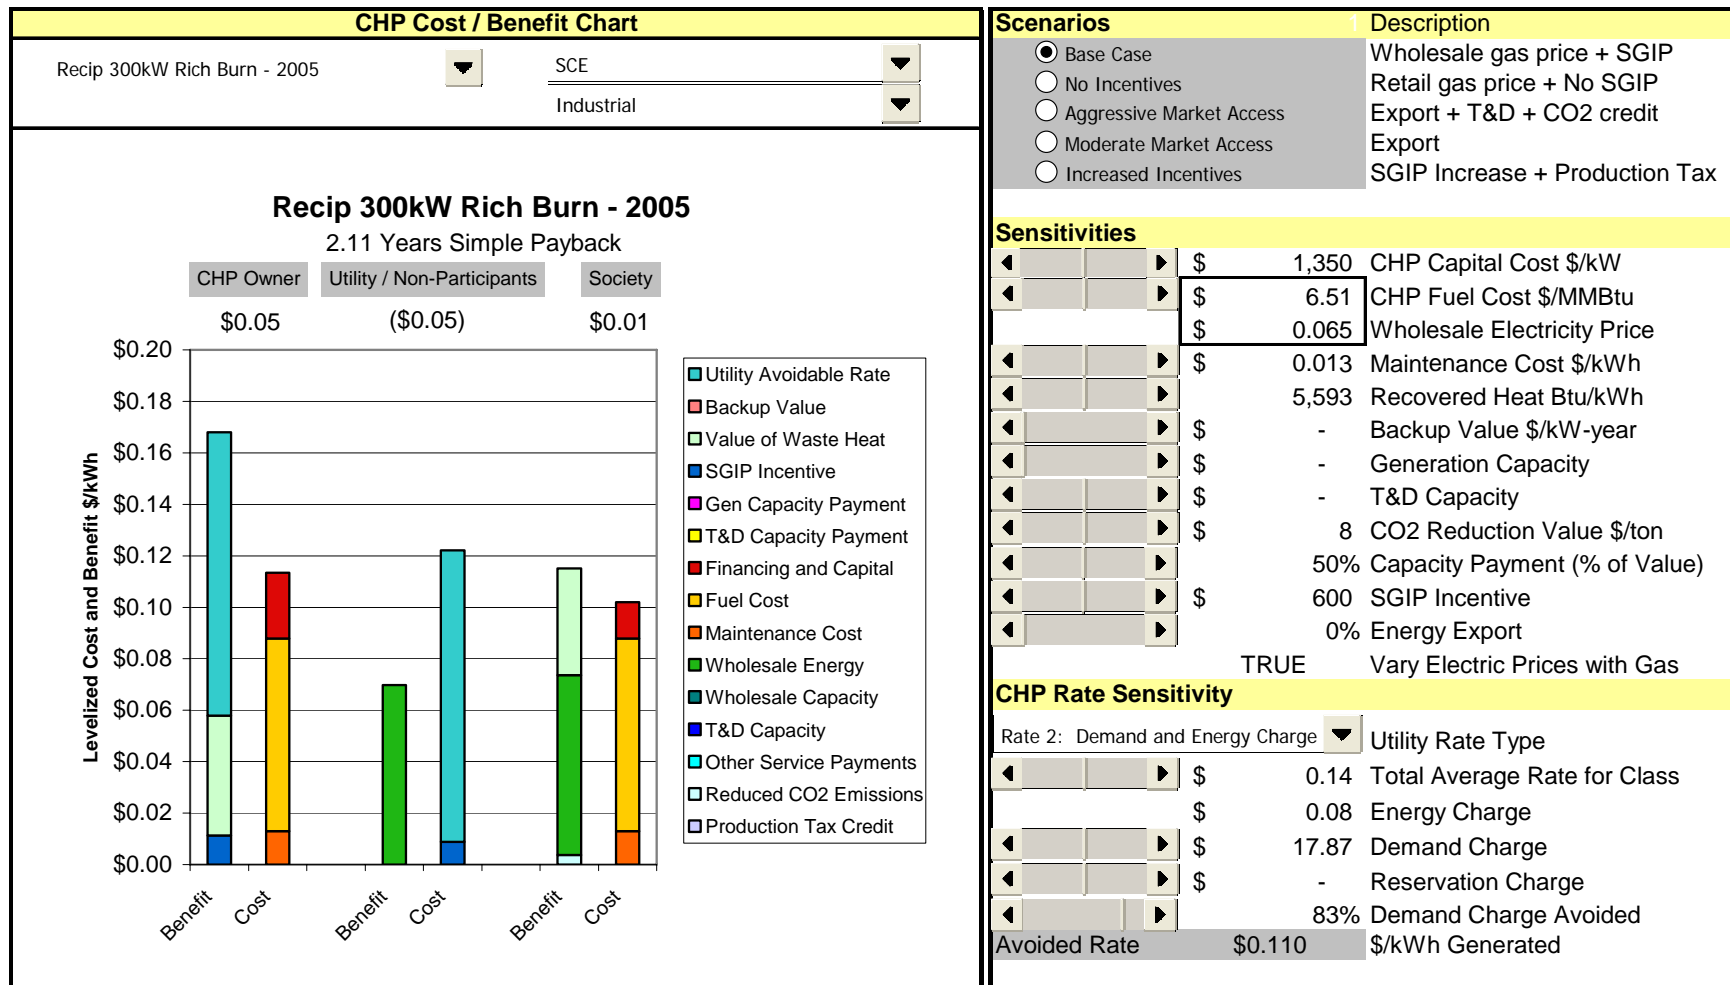 CHP Cost / Benefit Chart
Recip 300kW Rich Burn - 2005
SCE
Industrial
Recip 300kW Rich Burn - 2005
2.11 Years Simple Payback
CHP Owner Utility / Non-Participants Society
$0.05 ($0.05) $0.01
Levelized Cost and Benefit $/kWh
$0.20
$0.18
$0.16
$0.14
$0.12
$0.10
$0.08
$0.06
$0.04
$0.02
$0.00
Benefit Cost Benefit Cost Benefit Cost
Utility Avoidable Rate
Backup Value
Value of Waste Heat
SGIP Incentive
Gen Capacity Payment
T&D Capacity Payment
Financing and Capital
Fuel Cost
Maintenance Cost
Wholesale Energy
Wholesale Capacity
T&D Capacity
Other Service Payments
Reduced CO2 Emissions
Production Tax Credit
Scenarios 1 Description
Base Case Wholesale gas price + SGIP
No Incentives Retail gas price + No SGIP
Aggressive Market Access Export + T&D + CO2 credit
Moderate Market Access Export
Increased Incentives SGIP Increase + Production Tax
Sensitivities
$ 1,350 CHP Capital Cost $/kW
$ 6.51 CHP Fuel Cost $/MMBtu
$ 0.065 Wholesale Electricity Price
$ 0.013 Maintenance Cost $/kWh
5,593 Recovered Heat Btu/kWh
$ - Backup Value $/kW-year
$ - Generation Capacity
$ - T&D Capacity
$ 8 CO2 Reduction Value $/ton
50% Capacity Payment (% of Value)
$ 600 SGIP Incentive
0% Energy Export
TRUE Vary Electric Prices with Gas
CHP Rate Sensitivity
Rate 2: Demand and Energy Charge Utility Rate Type
$ 0.14 Total Average Rate for Class
$ 0.08 Energy Charge
$ 17.87 Demand Charge
$ - Reservation Charge
83% Demand Charge Avoided
Avoided Rate $0.110 $/kWh Generated